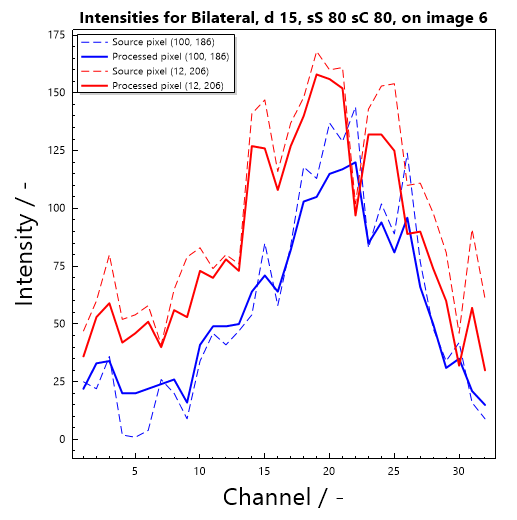 Intensities for Bilateral, d 15, sS 80 sC 80, on image 6
Source pixel (100, 186)
Processed pixel (100, 186)
Source pixel (12, 206)
Processed pixel (12, 206)
175
150
125
100
75
50
25
0
Intensity / -
5 10 15 20 25 30
Channel / -